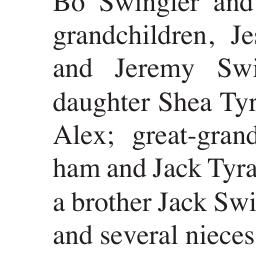 Bo Swingler and
grandchildren, Je
and Jeremy Swi
daughter Shea Tyr
Alex; great-grand
ham and Jack Tyra
a brother Jack Swi
and several nieces